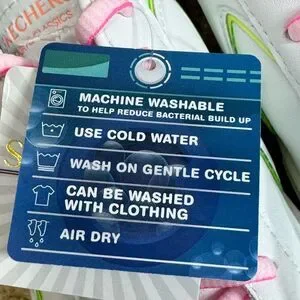 CLASSICS
MACHINE WASHABLE
TO HELP REDUCE BACTERIAL BUILD UP
USE COLD WATER
WASH ON GENTLE CYCLE
CAN BE WASHED
WITH CLOTHING
AIR DRY